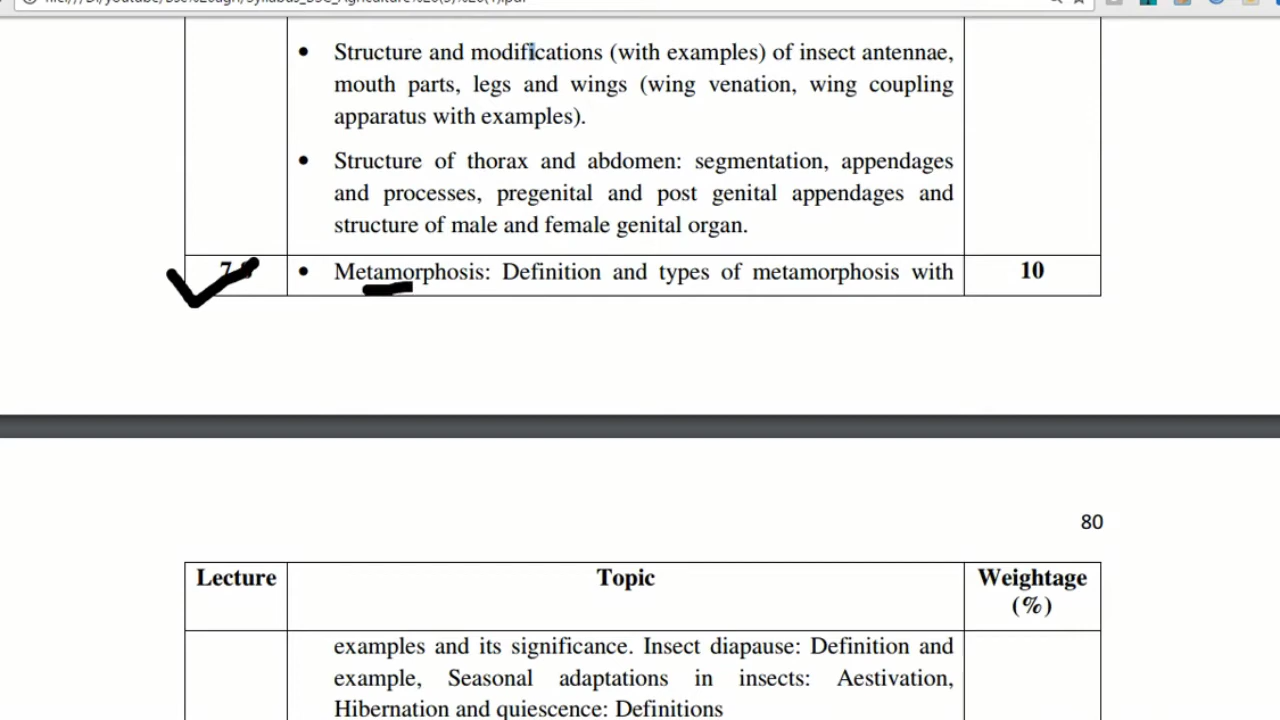 Structure and modifications (with examples) of insect antennae,
mouth parts, legs and wings (wing venation, wing coupling
apparatus with examples).
Structure of thorax and abdomen: segmentation, appendages
and processes, pregenital and post genital appendages and
structure of male and female genital organ.
Metamorphosis: Definition and types of metamorphosis with 10
80
Lecture Topic Weightage
(%)
examples and its significance. Insect diapause: Definition and
example, Seasonal adaptations in insects: Aestivation,
Hibernation and quiescence: Definitions